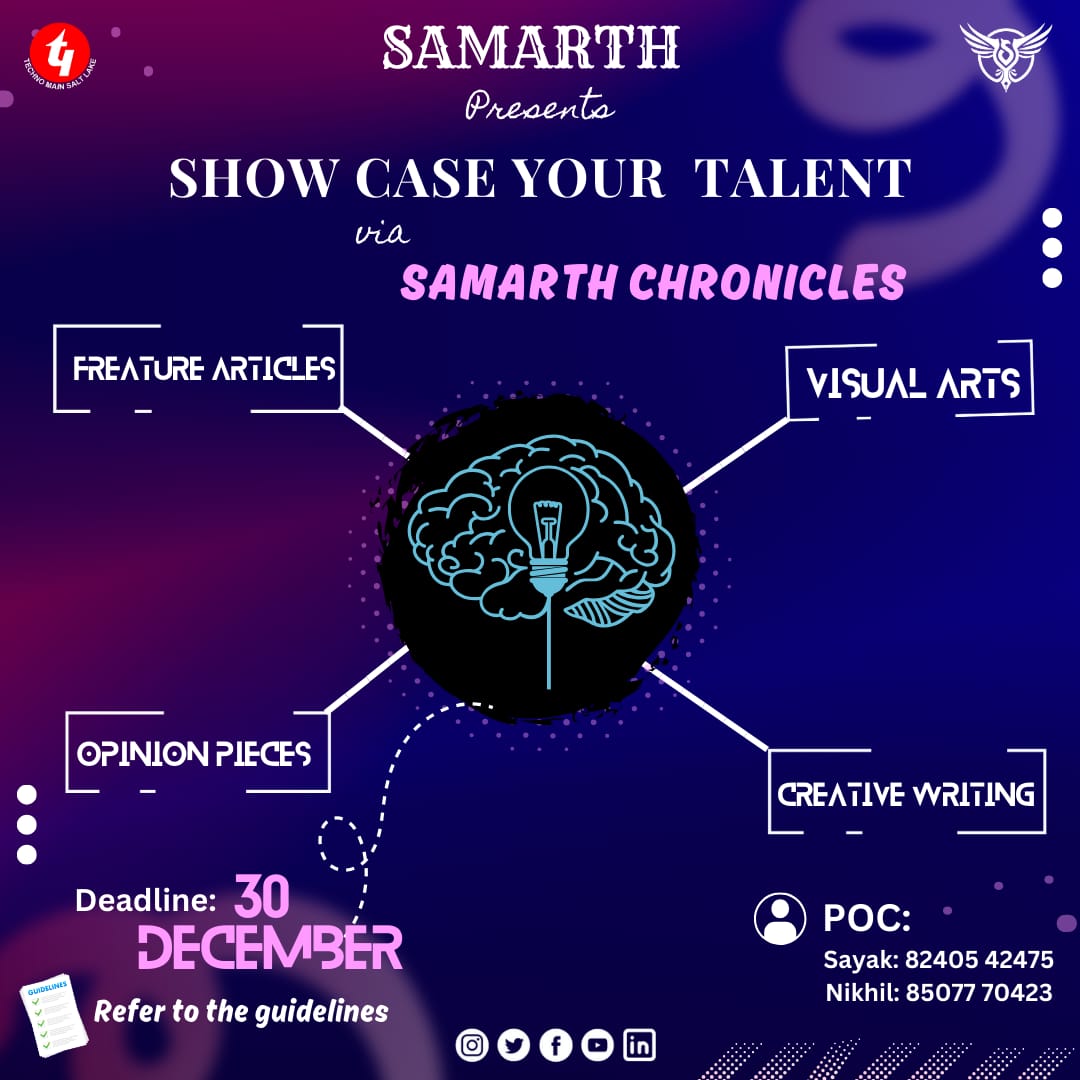 TECHNO MAIN SALT LAKE
SAMARTH
Presents
SHOW CASE YOUR TALENT
via
SAMARTH CHRONICLES
FREATURE ARTICLES
VISUAL ARTS
OPINION PIECES
CREATIVE WRITING
Deadline: 30
DECEMBER
GUIDELINES
Refer to the guidelines
POC:
Sayak: 82405 42475
Nikhil: 85077 70423